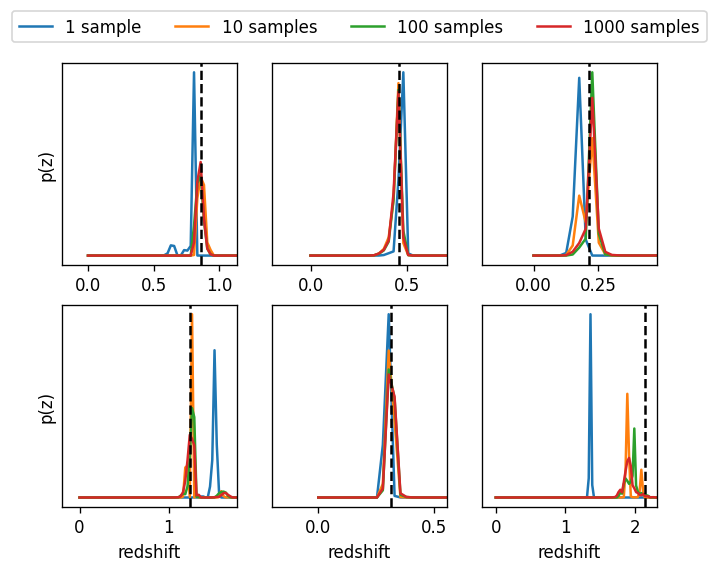 1 sample 10 samples 100 samples 1000 samples
p(z)
0.0 0.5 1.0 0.0 0.5 0.00 0.25
p(z)
0 1 0.0 0.5 0 1 2
redshift redshift redshift